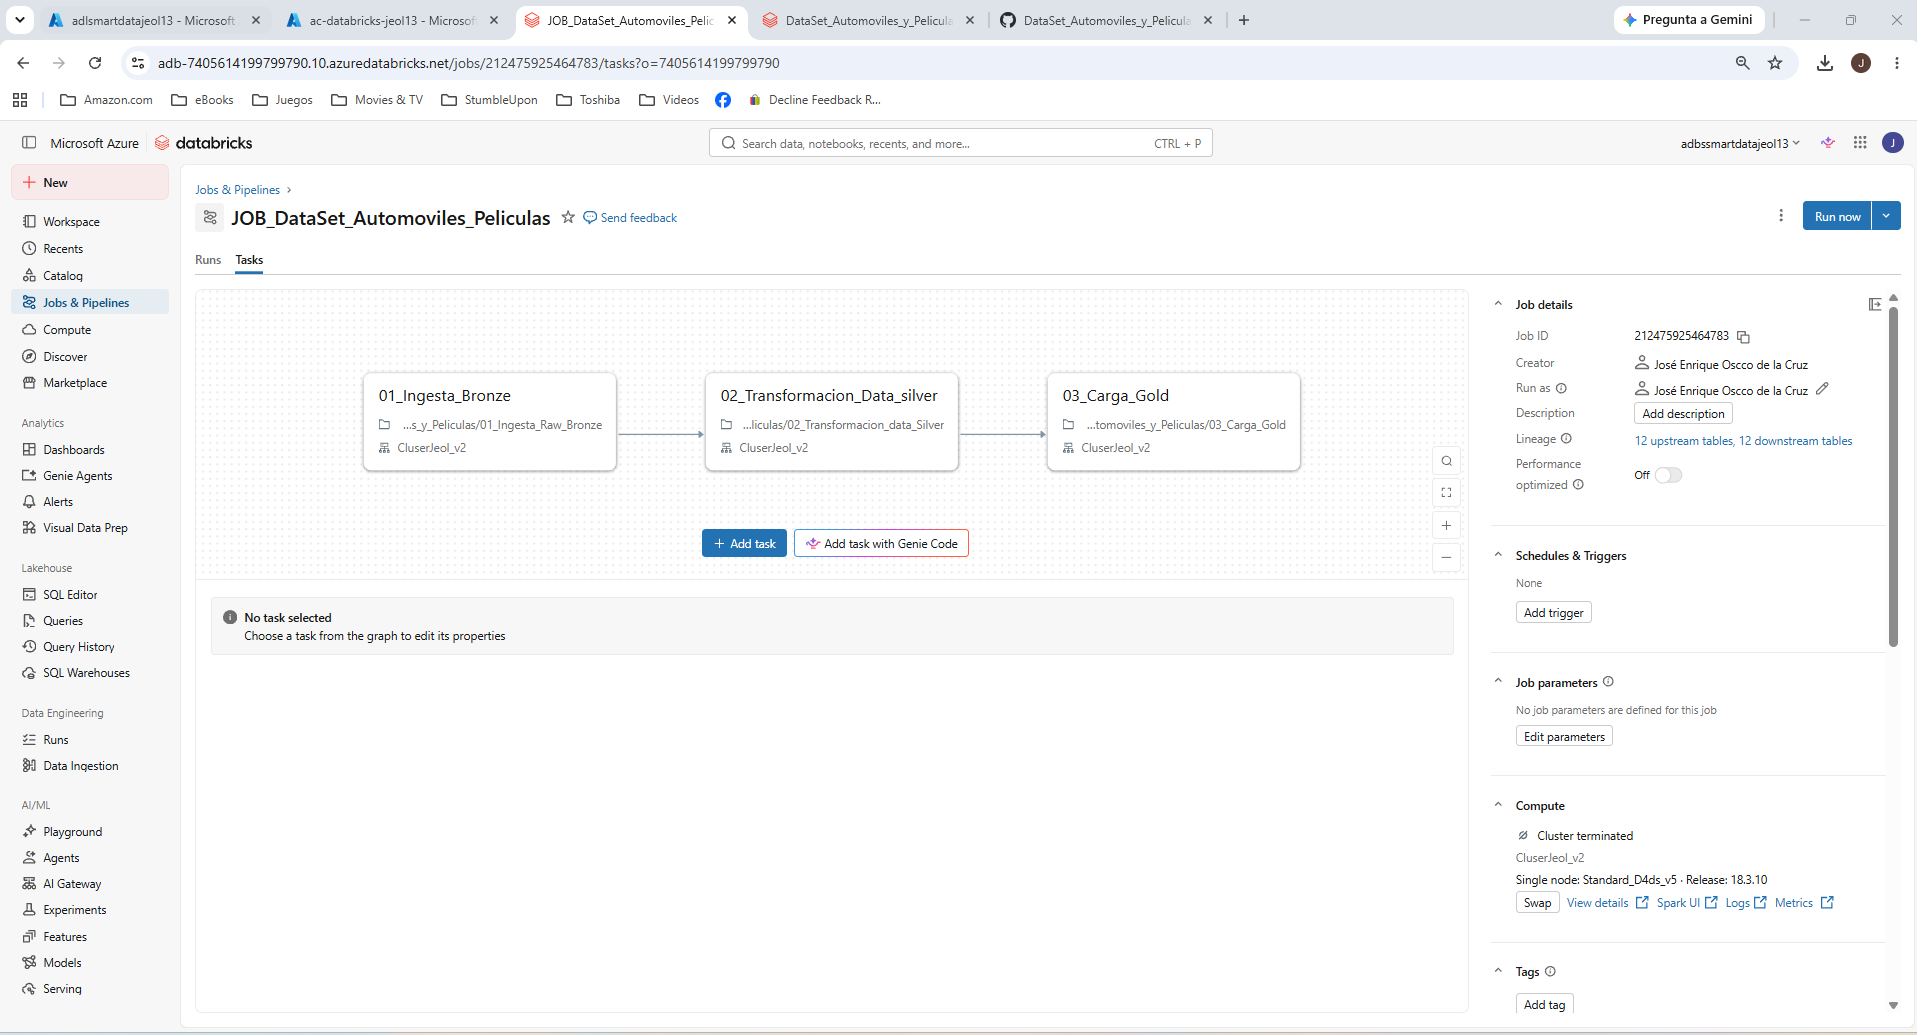 adlsmartdatajeol13 - Microsoft
ac-databricks-jeol13 - Microsof
JOB_DataSet_Automoviles_Pelic
DataSet_Automoviles_y_Pelicula
DataSet_Automoviles_y_Pelicula
Pregunta a Gemini
adb-7405614199799790.10.azuredatabricks.net/jobs/212475925464783/tasks?o=7405614199799790
J
Amazon.com
eBooks
Juegos
Movies & TV
StumbleUpon
Toshiba
Videos
Decline Feedback R...
Microsoft Azure
databricks
Search data, notebooks, recents, and more...
CTRL + P
adbssmartdatajeol13
J
New
Workspace
Recents
Catalog
Jobs & Pipelines
Compute
Discover
Marketplace
Analytics
Dashboards
Genie Agents
Alerts
Visual Data Prep
Lakehouse
SQL Editor
Queries
Query History
SQL Warehouses
Data Engineering
Runs
Data Ingestion
AI/ML
Playground
Agents
AI Gateway
Experiments
Features
Models
Serving
Jobs & Pipelines
JOB_DataSet_Automoviles_Peliculas
Send feedback
Run now
Runs
Tasks
01_Ingesta_Bronze
...s_y_Peliculas/01_Ingesta_Raw_Bronze
CluserJeol_v2
02_Transformacion_Data_silver
...liculas/02_Transformacion_data_Silver
CluserJeol_v2
03_Carga_Gold
...tomoviles_y_Peliculas/03_Carga_Gold
CluserJeol_v2
+ Add task
Add task with Genie Code
No task selected
Choose a task from the graph to edit its properties
Job details
Job ID
212475925464783
Creator
José Enrique Oscco de la Cruz
Run as
José Enrique Oscco de la Cruz
Description
Add description
Lineage
12 upstream tables, 12 downstream tables
Performance optimized
Off
Schedules & Triggers
None
Add trigger
Job parameters
No job parameters are defined for this job
Edit parameters
Compute
Cluster terminated
CluserJeol_v2
Single node: Standard_D4ds_v5 · Release: 18.3.10
Swap
View details
Spark UI
Logs
Metrics
Tags
Add tag